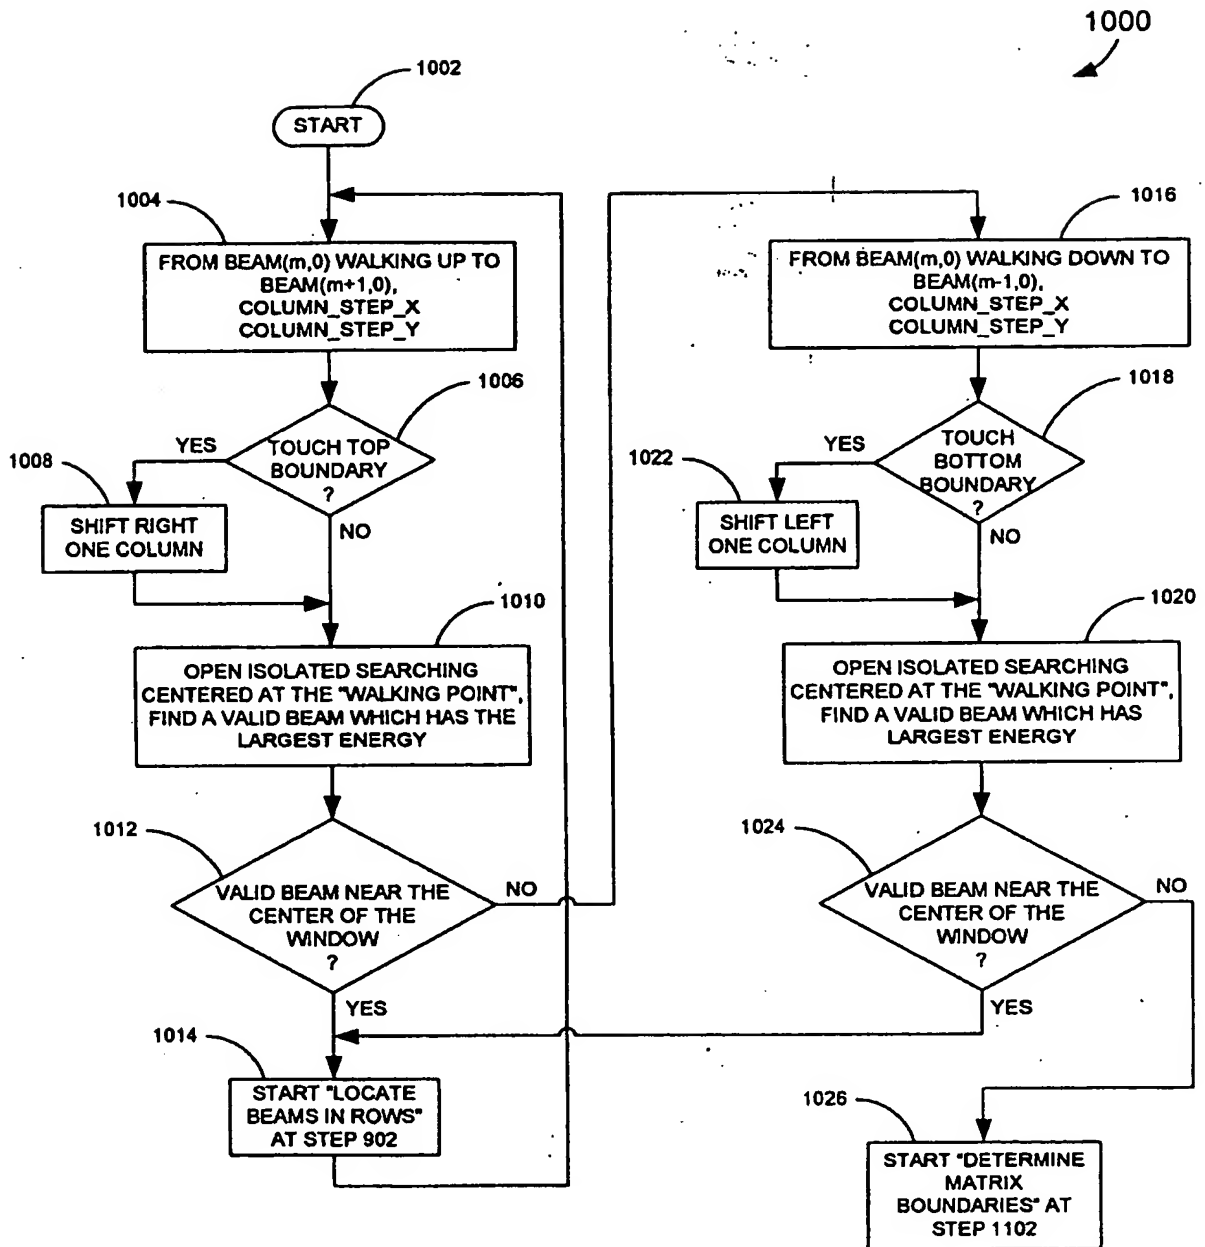 1000
1002
START
1004
FROM BEAM(m,0) WALKING UP TO
BEAM(m+1,0),
COLUMN_STEP_X
COLUMN_STEP_Y
1006
TOUCH TOP
BOUNDARY
?
YES
NO
1008
SHIFT RIGHT
ONE COLUMN
1010
OPEN ISOLATED SEARCHING
CENTERED AT THE "WALKING POINT",
FIND A VALID BEAM WHICH HAS THE
LARGEST ENERGY
1012
VALID BEAM NEAR THE
CENTER OF THE
WINDOW
?
NO
YES
1014
START "LOCATE
BEAMS IN ROWS"
AT STEP 902
1016
FROM BEAM(m,0) WALKING DOWN TO
BEAM(m-1,0),
COLUMN_STEP_X
COLUMN_STEP_Y
1018
TOUCH
BOTTOM
BOUNDARY
?
YES
NO
1022
SHIFT LEFT
ONE COLUMN
1020
OPEN ISOLATED SEARCHING
CENTERED AT THE "WALKING POINT",
FIND A VALID BEAM WHICH HAS
LARGEST ENERGY
1024
VALID BEAM NEAR THE
CENTER OF THE
WINDOW
?
NO
YES
1026
START "DETERMINE
MATRIX
BOUNDARIES" AT
STEP 1102